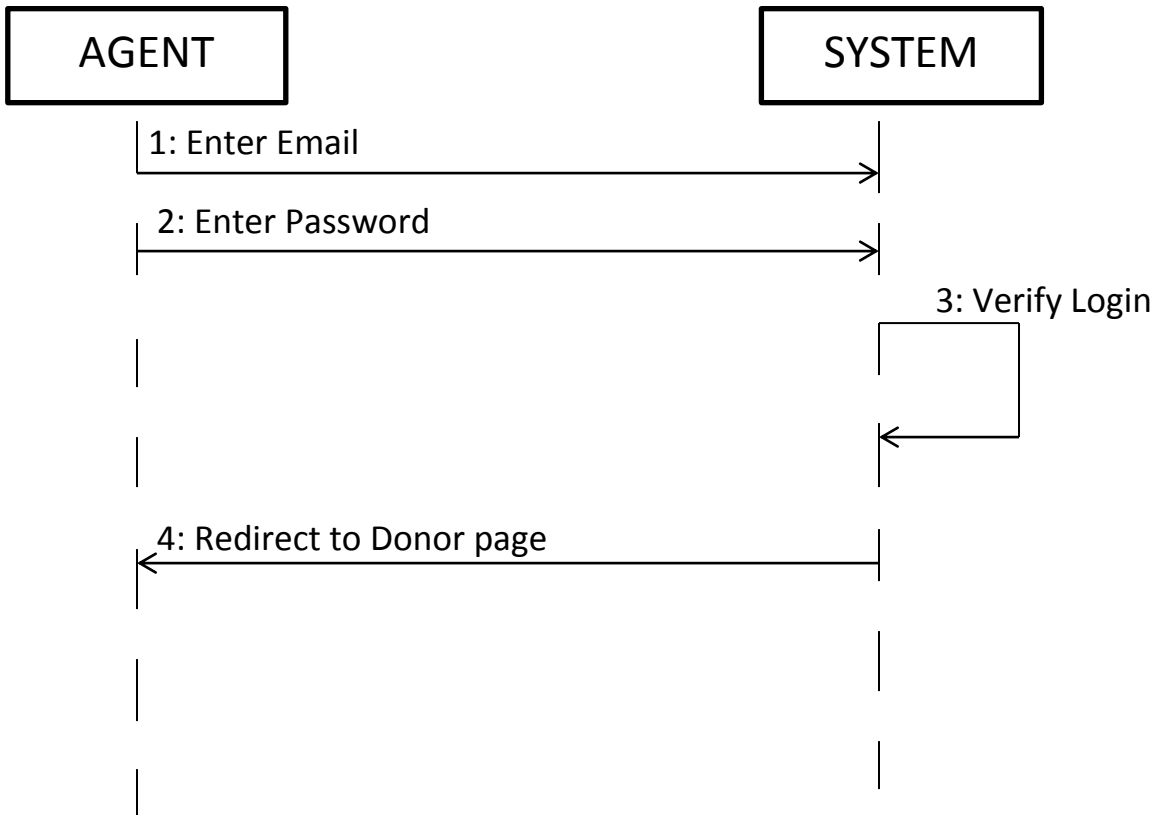 AGENT
SYSTEM
1: Enter Email
2: Enter Password
3: Verify Login
4: Redirect to Donor page